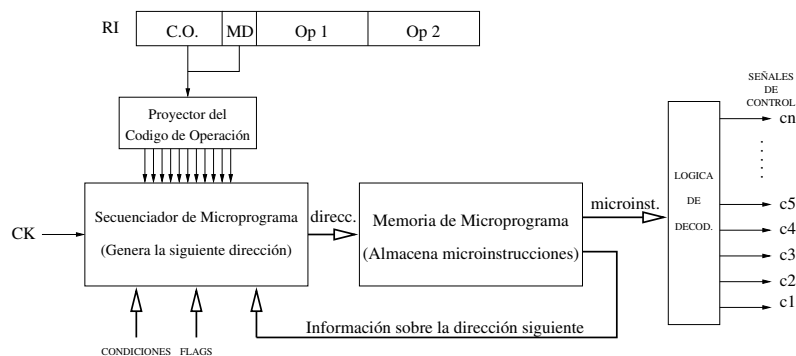 RI C.O. MD Op 1 Op 2
SEÑALES
DE
CONTROL
Proyector del
Codigo de Operación
cn
LOGICA
DE
DECOD.
Secuenciador de Microprograma
(Genera la siguiente dirección)
CK
direcc.
Memoria de Microprograma
(Almacena microinstrucciones)
microinst.
c5
c4
c3
c2
c1
Información sobre la dirección siguiente
CONDICIONES FLAGS